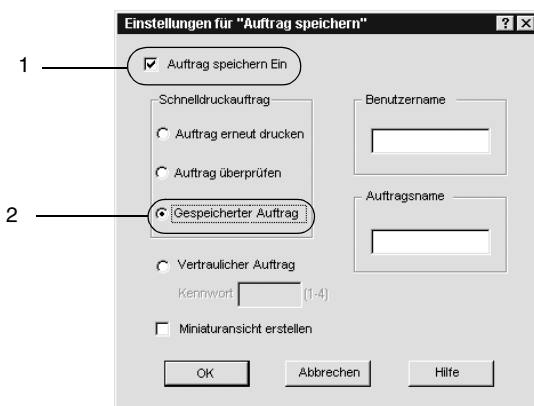 Einstellungen für "Auftrag speichern"
1
Auftrag speichern Ein
Schnelldruckauftrag
Benutzername
Auftrag erneut drucken
Auftrag überprüfen
Auftragsname
2
Gespeicherter Auftrag
Vertraulicher Auftrag
Kennwort (1-4)
Miniaturansicht erstellen
OK Abbrechen Hilfe